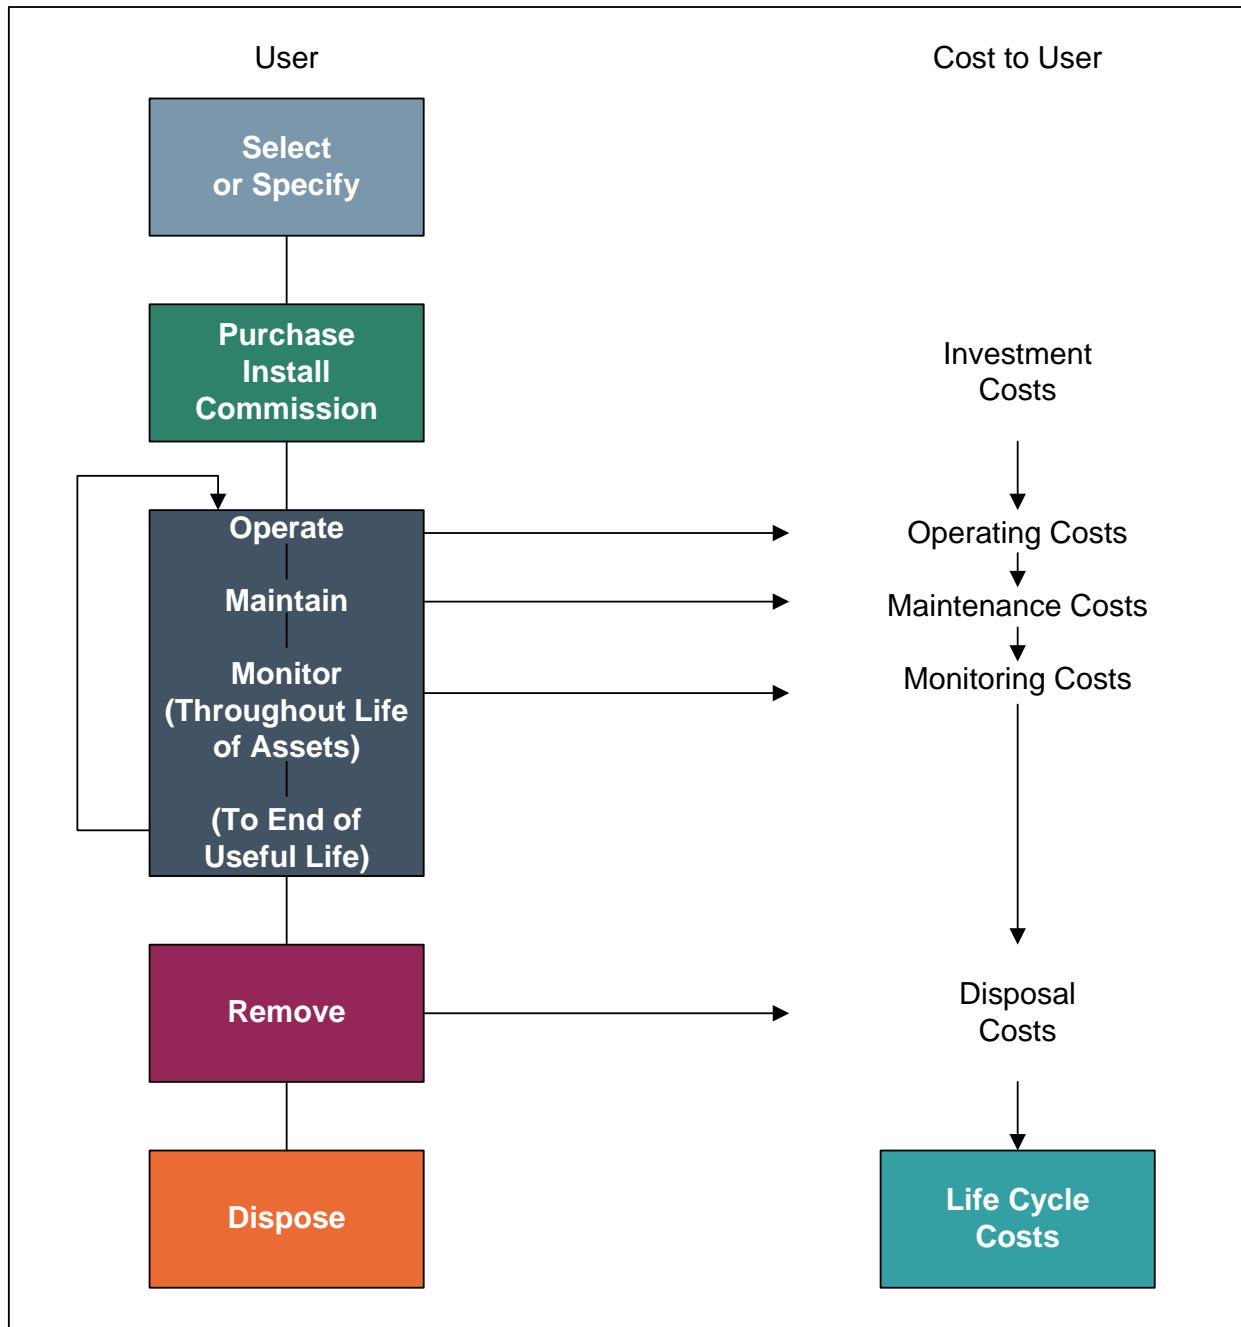 User
Cost to User
Select
or Specify
Purchase
Install
Commission
Investment
Costs
Operate
Operating Costs
Maintain
Maintenance Costs
Monitor
(Throughout Life
of Assets)
Monitoring Costs
(To End of
Useful Life)
Remove
Disposal
Costs
Dispose
Life Cycle
Costs